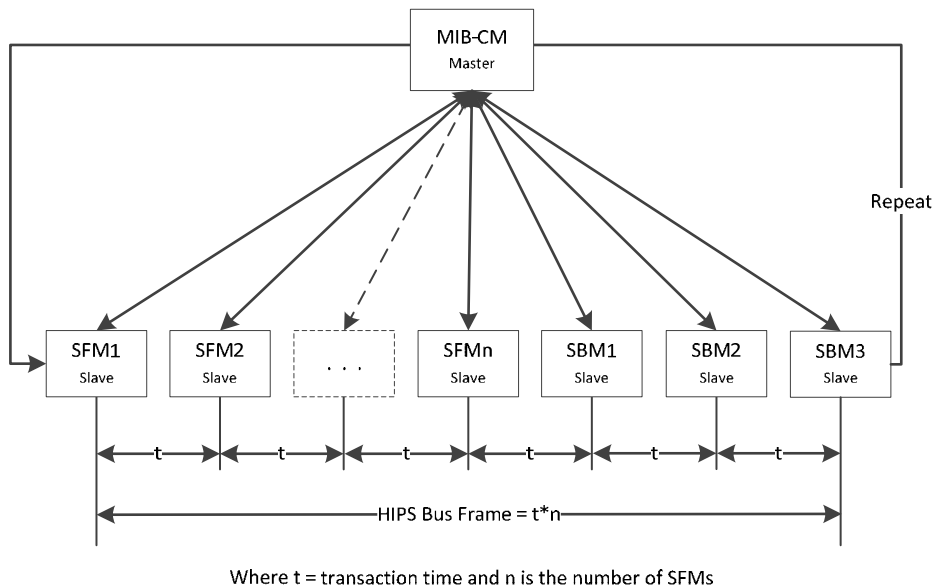 MIB-CM
Master
Repeat
SFM1
Slave
SFM2
Slave
. . .
SFMn
Slave
SBM1
Slave
SBM2
Slave
SBM3
Slave
t
t
t
t
t
t
HIPS Bus Frame = t*n
Where t = transaction time and n is the number of SFMs